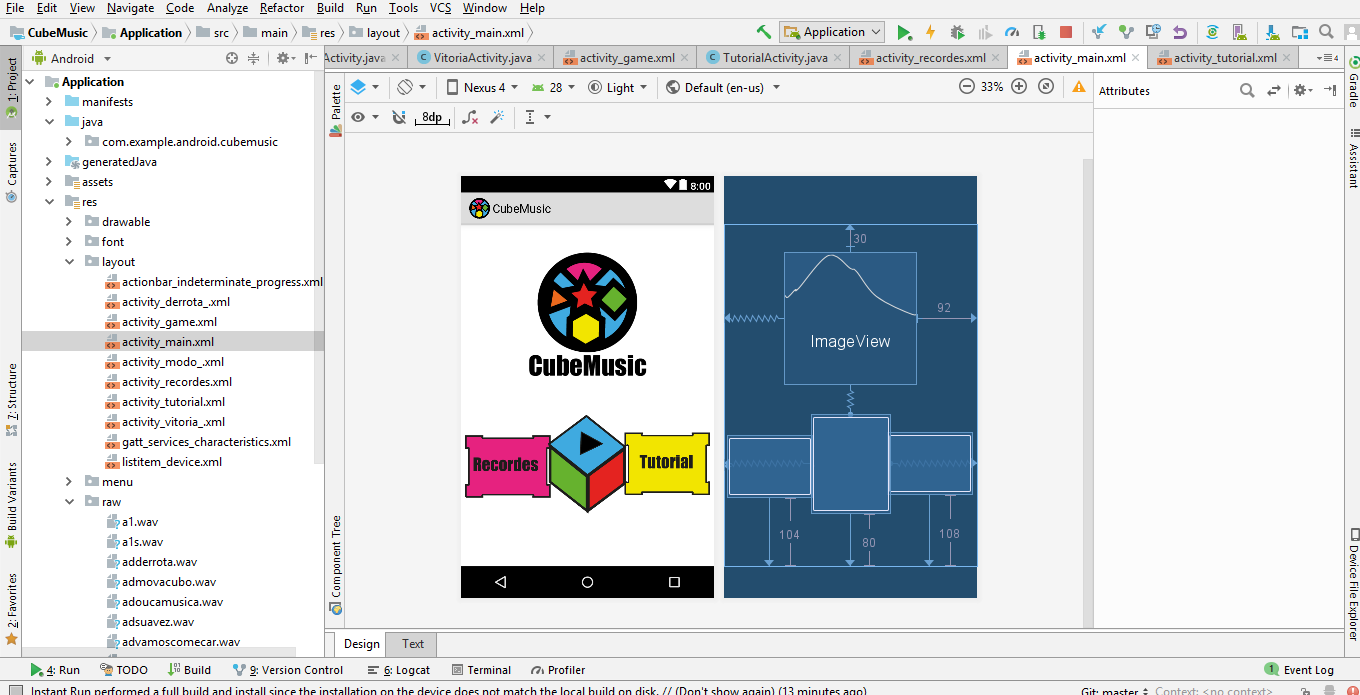 File Edit View Navigate Code Analyze Refactor Build Run Tools VCS Window Help
CubeMusic Application src main res layout activity_main.xml Application
Android Activity.java VitoriaActivity.java activity_game.xml TutorialActivity.java activity_recordes.xml activity_main.xml activity_tutorial.xml 4
1: Project
Captures
7: Structure
Build Variants
2: Favorites
Application
manifests
java
com.example.android.cubemusic
generatedJava
assets
res
drawable
font
layout
actionbar_indeterminate_progress.xml
activity_derrota_.xml
activity_game.xml
activity_main.xml
activity_modo_.xml
activity_recordes.xml
activity_tutorial.xml
activity_vitoria_.xml
gatt_services_characteristics.xml
listitem_device.xml
menu
raw
a1.wav
a1s.wav
adderrota.wav
admovacubo.wav
adoucamusica.wav
adsuavez.wav
advamoscomecar.wav
Palette
Component Tree
Nexus 4 28 Light Default (en-us) 33%
8dp
8:00
CubeMusic
CubeMusic
Recordes
Tutorial
30
92
ImageView
104
80
108
Attributes
Gradle
Assistant
Device File Explorer
Design Text
4: Run TODO Build 9: Version Control 6: Logcat Terminal Profiler 1 Event Log
Instant Run performed a full build and install since the installation on the device does not match the local build on disk. // (Don't show again) (13 minutes ago) Git: master Context: <no context>